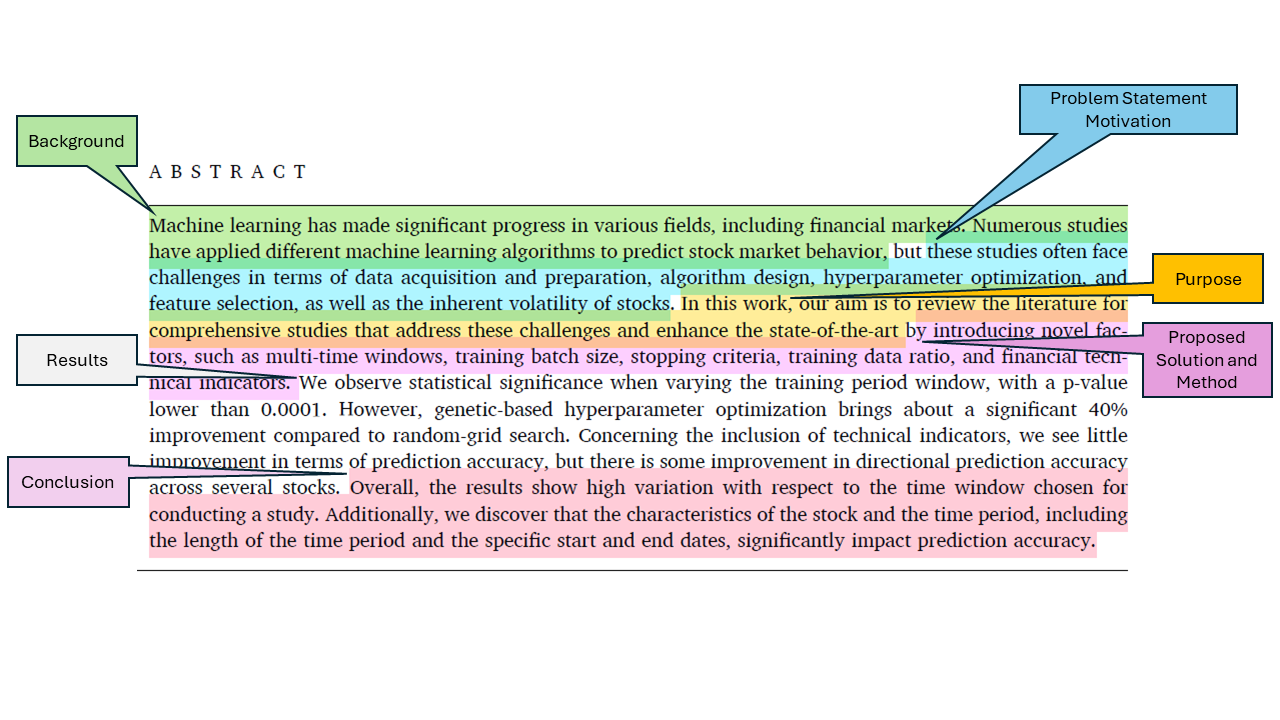 Problem Statement
Motivation
Background
A B S T R A C T
Machine learning has made significant progress in various fields, including financial markets. Numerous studies
have applied different machine learning algorithms to predict stock market behavior, but these studies often face
challenges in terms of data acquisition and preparation, algorithm design, hyperparameter optimization, and
feature selection, as well as the inherent volatility of stocks. In this work, our aim is to review the literature for
comprehensive studies that address these challenges and enhance the state-of-the-art by introducing novel fac-
tors, such as multi-time windows, training batch size, stopping criteria, training data ratio, and financial tech-
nical indicators. We observe statistical significance when varying the training period window, with a p-value
lower than 0.0001. However, genetic-based hyperparameter optimization brings about a significant 40%
improvement compared to random-grid search. Concerning the inclusion of technical indicators, we see little
improvement in terms of prediction accuracy, but there is some improvement in directional prediction accuracy
across several stocks. Overall, the results show high variation with respect to the time window chosen for
conducting a study. Additionally, we discover that the characteristics of the stock and the time period, including
the length of the time period and the specific start and end dates, significantly impact prediction accuracy.
Purpose
Proposed
Solution and
Method
Results
Conclusion